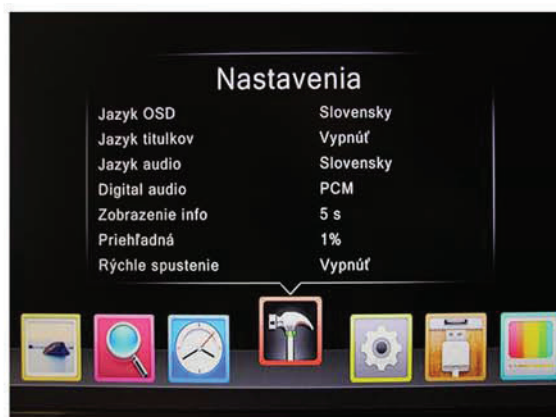 Nastavenia
Jazyk OSD Slovensky
Jazyk titulkov Vypnúť
Jazyk audio Slovensky
Digital audio PCM
Zobrazenie info 5 s
Priehľadná 1%
Rýchle spustenie Vypnúť